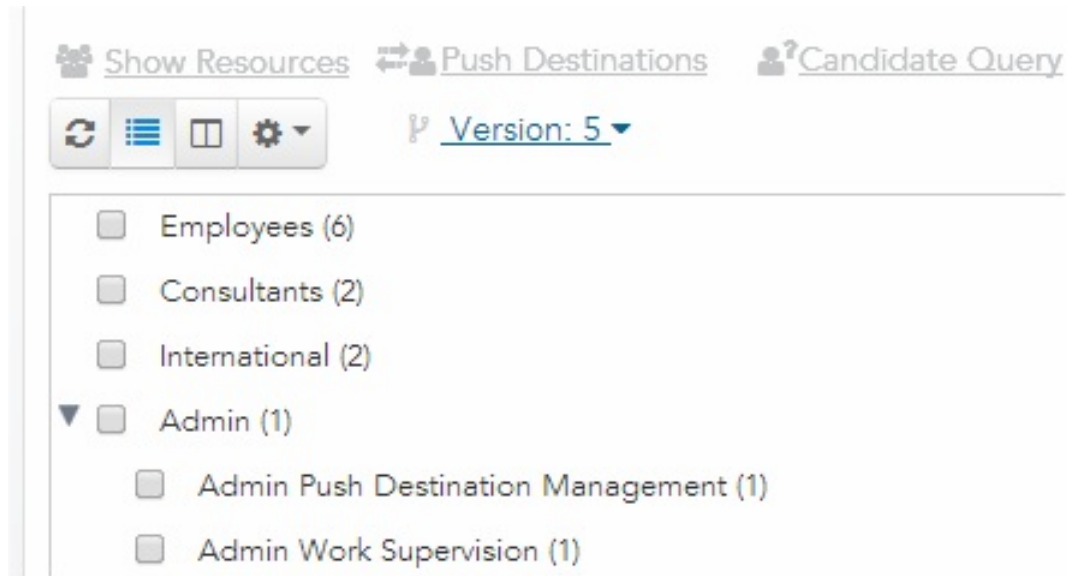 Show Resources Push Destinations Candidate Query
Version: 5
Employees (6)
Consultants (2)
International (2)
Admin (1)
Admin Push Destination Management (1)
Admin Work Supervision (1)